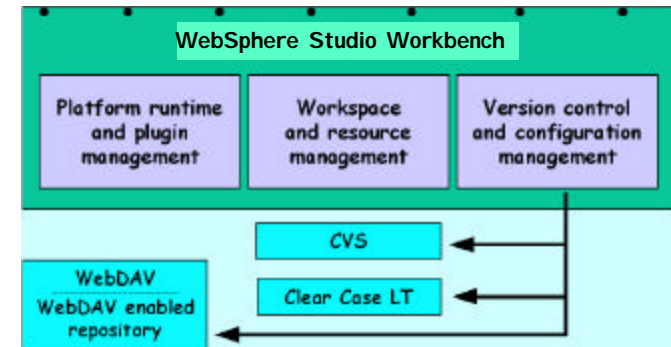 WebSphere Studio Workbench
Platform runtime
and plugin
management
Workspace
and resource
management
Version control
and configuration
management
CVS
Clear Case LT
WebDAV
WebDAV enabled
repository